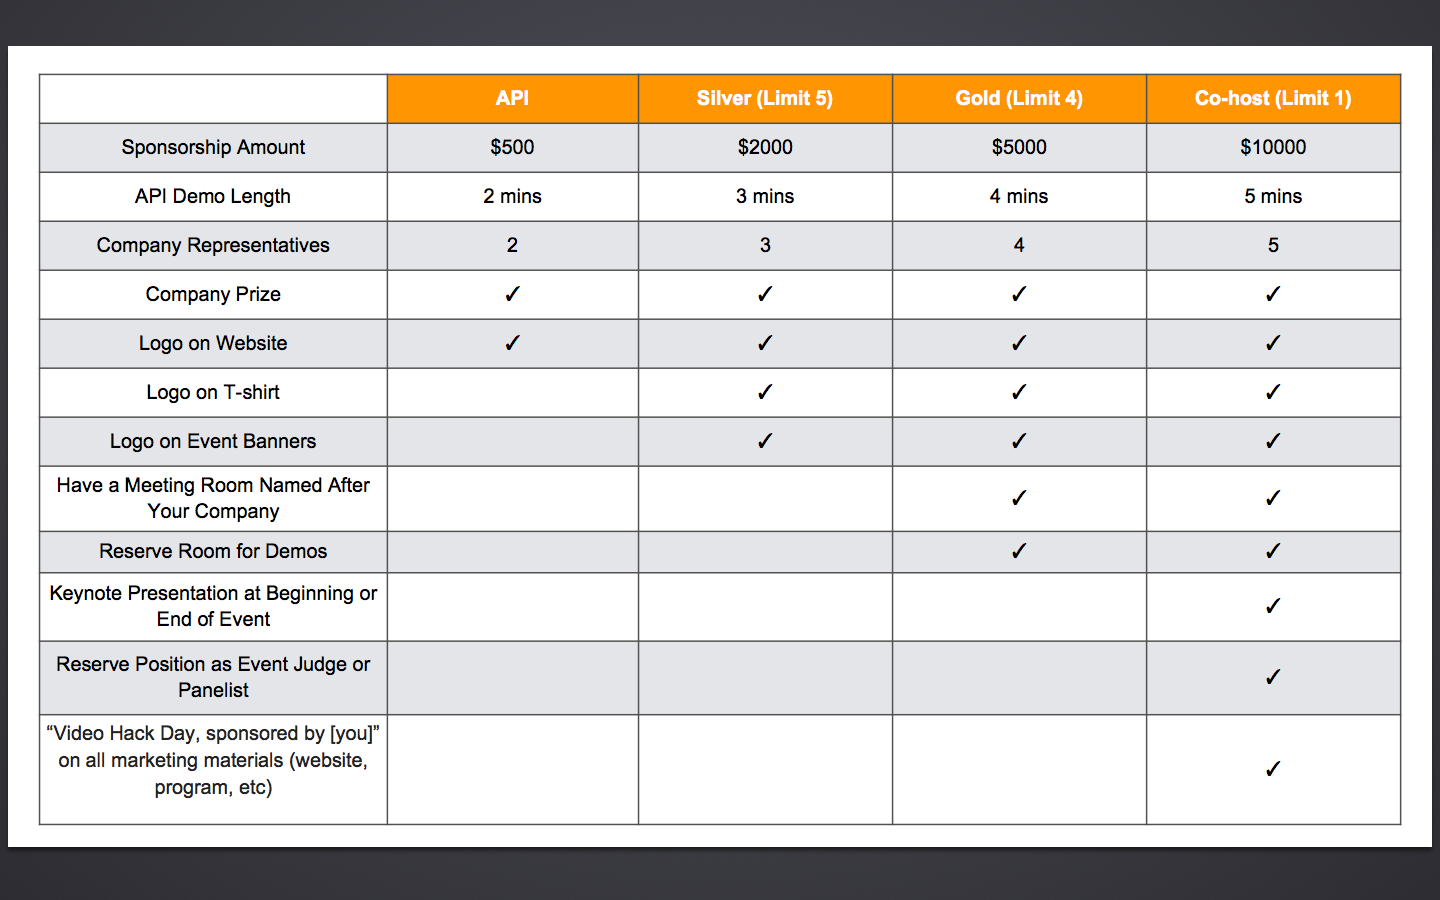 API Silver (Limit 5) Gold (Limit 4) Co-host (Limit 1)
Sponsorship Amount $500 $2000 $5000 $10000
API Demo Length 2 mins 3 mins 4 mins 5 mins
Company Representatives 2 3 4 5
Company Prize ✓ ✓ ✓ ✓
Logo on Website ✓ ✓ ✓ ✓
Logo on T-shirt ✓ ✓ ✓
Logo on Event Banners ✓ ✓ ✓
Have a Meeting Room Named After
Your Company ✓ ✓
Reserve Room for Demos ✓ ✓
Keynote Presentation at Beginning or
End of Event ✓
Reserve Position as Event Judge or
Panelist ✓
“Video Hack Day, sponsored by [you]”
on all marketing materials (website,
program, etc) ✓